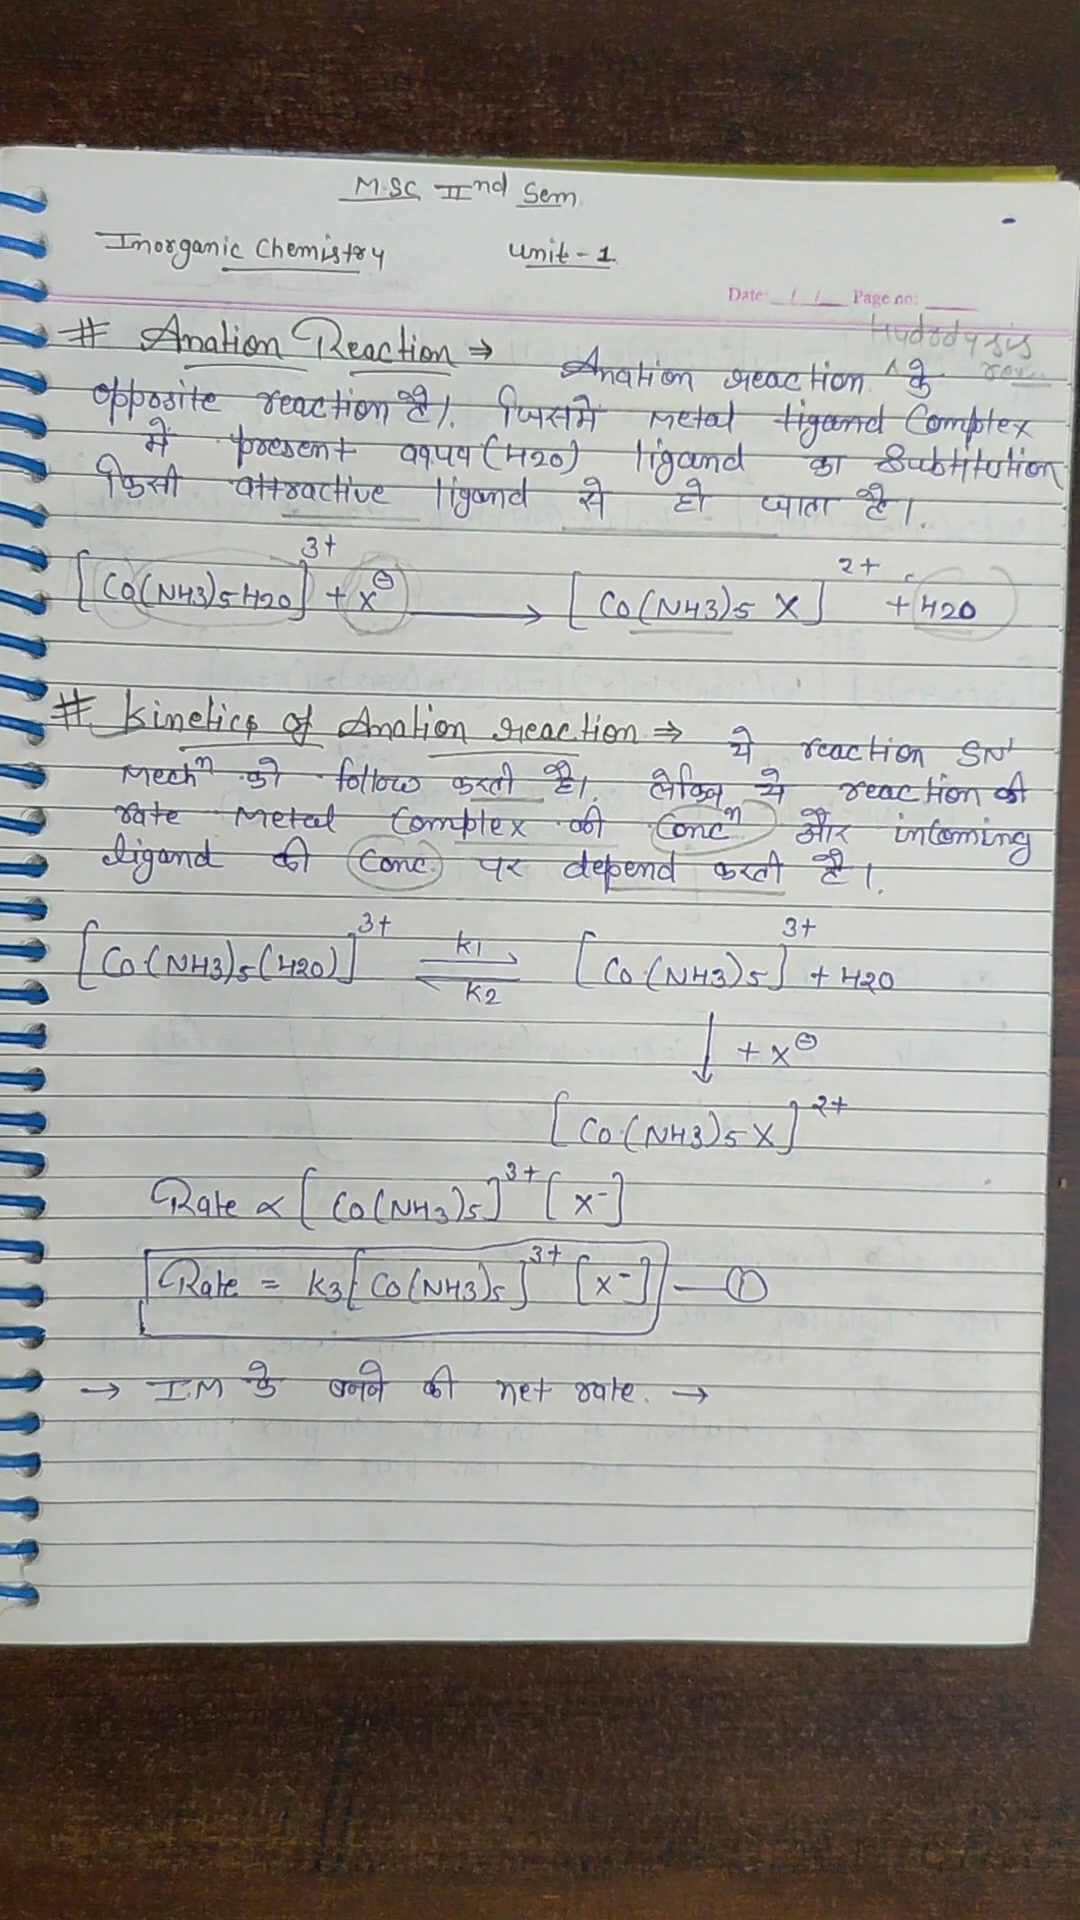 M.SC IInd Sem.
Inorganic Chemistry unit-1
Date: / / Page no:
Hydrolysis
# Anation Reaction ⇒ Anation reaction ^ के rexn
opposite reaction है। जिसमें Metal ligand Complex
में present aqua (H2O) ligand का Substitution
किसी attractive ligand से हो जाता है।
[Co(NH3)5H2O]3+ + X⊖ ⟶ [Co(NH3)5 X]2+ + H2O
# Kinetics of Anation reaction ⇒ ये reaction SN1
Mechn को follow करती है। लेकिन ये reaction की
rate Metal Complex की Concn और incoming
ligand की Conc. पर depend करती है।
[Co(NH3)5(H2O)]3+ k1 ⇌ k2 [Co(NH3)5]3+ + H2O
↓ + X⊖
[Co(NH3)5X]2+
Rate ∝ [Co(NH3)5]3+ [X-]
Rate = k3[Co(NH3)5]3+ [X-] — ①
→ I.M के बनने की net rate. →